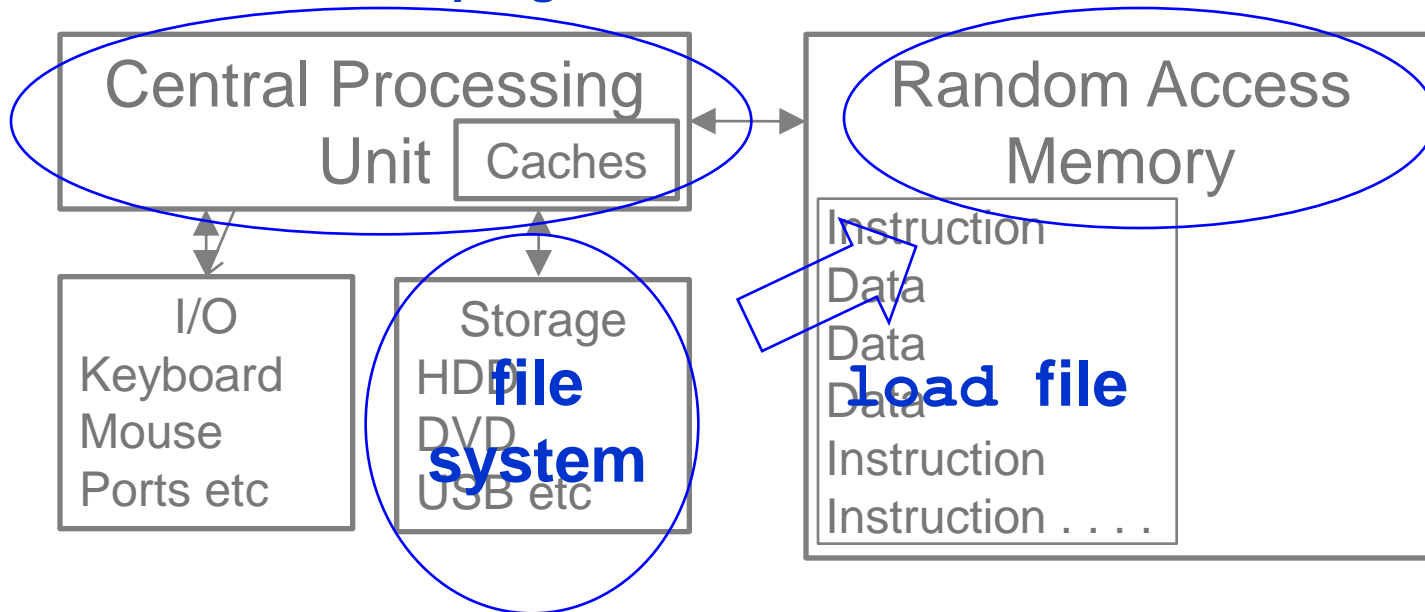 Central Processing
Unit
Caches
Random Access
Memory
Instruction
Data
Data
Data
Instruction
Instruction . . . .
load file
I/O
Keyboard
Mouse
Ports etc
Storage
HDD
DVD
USB etc
file
system